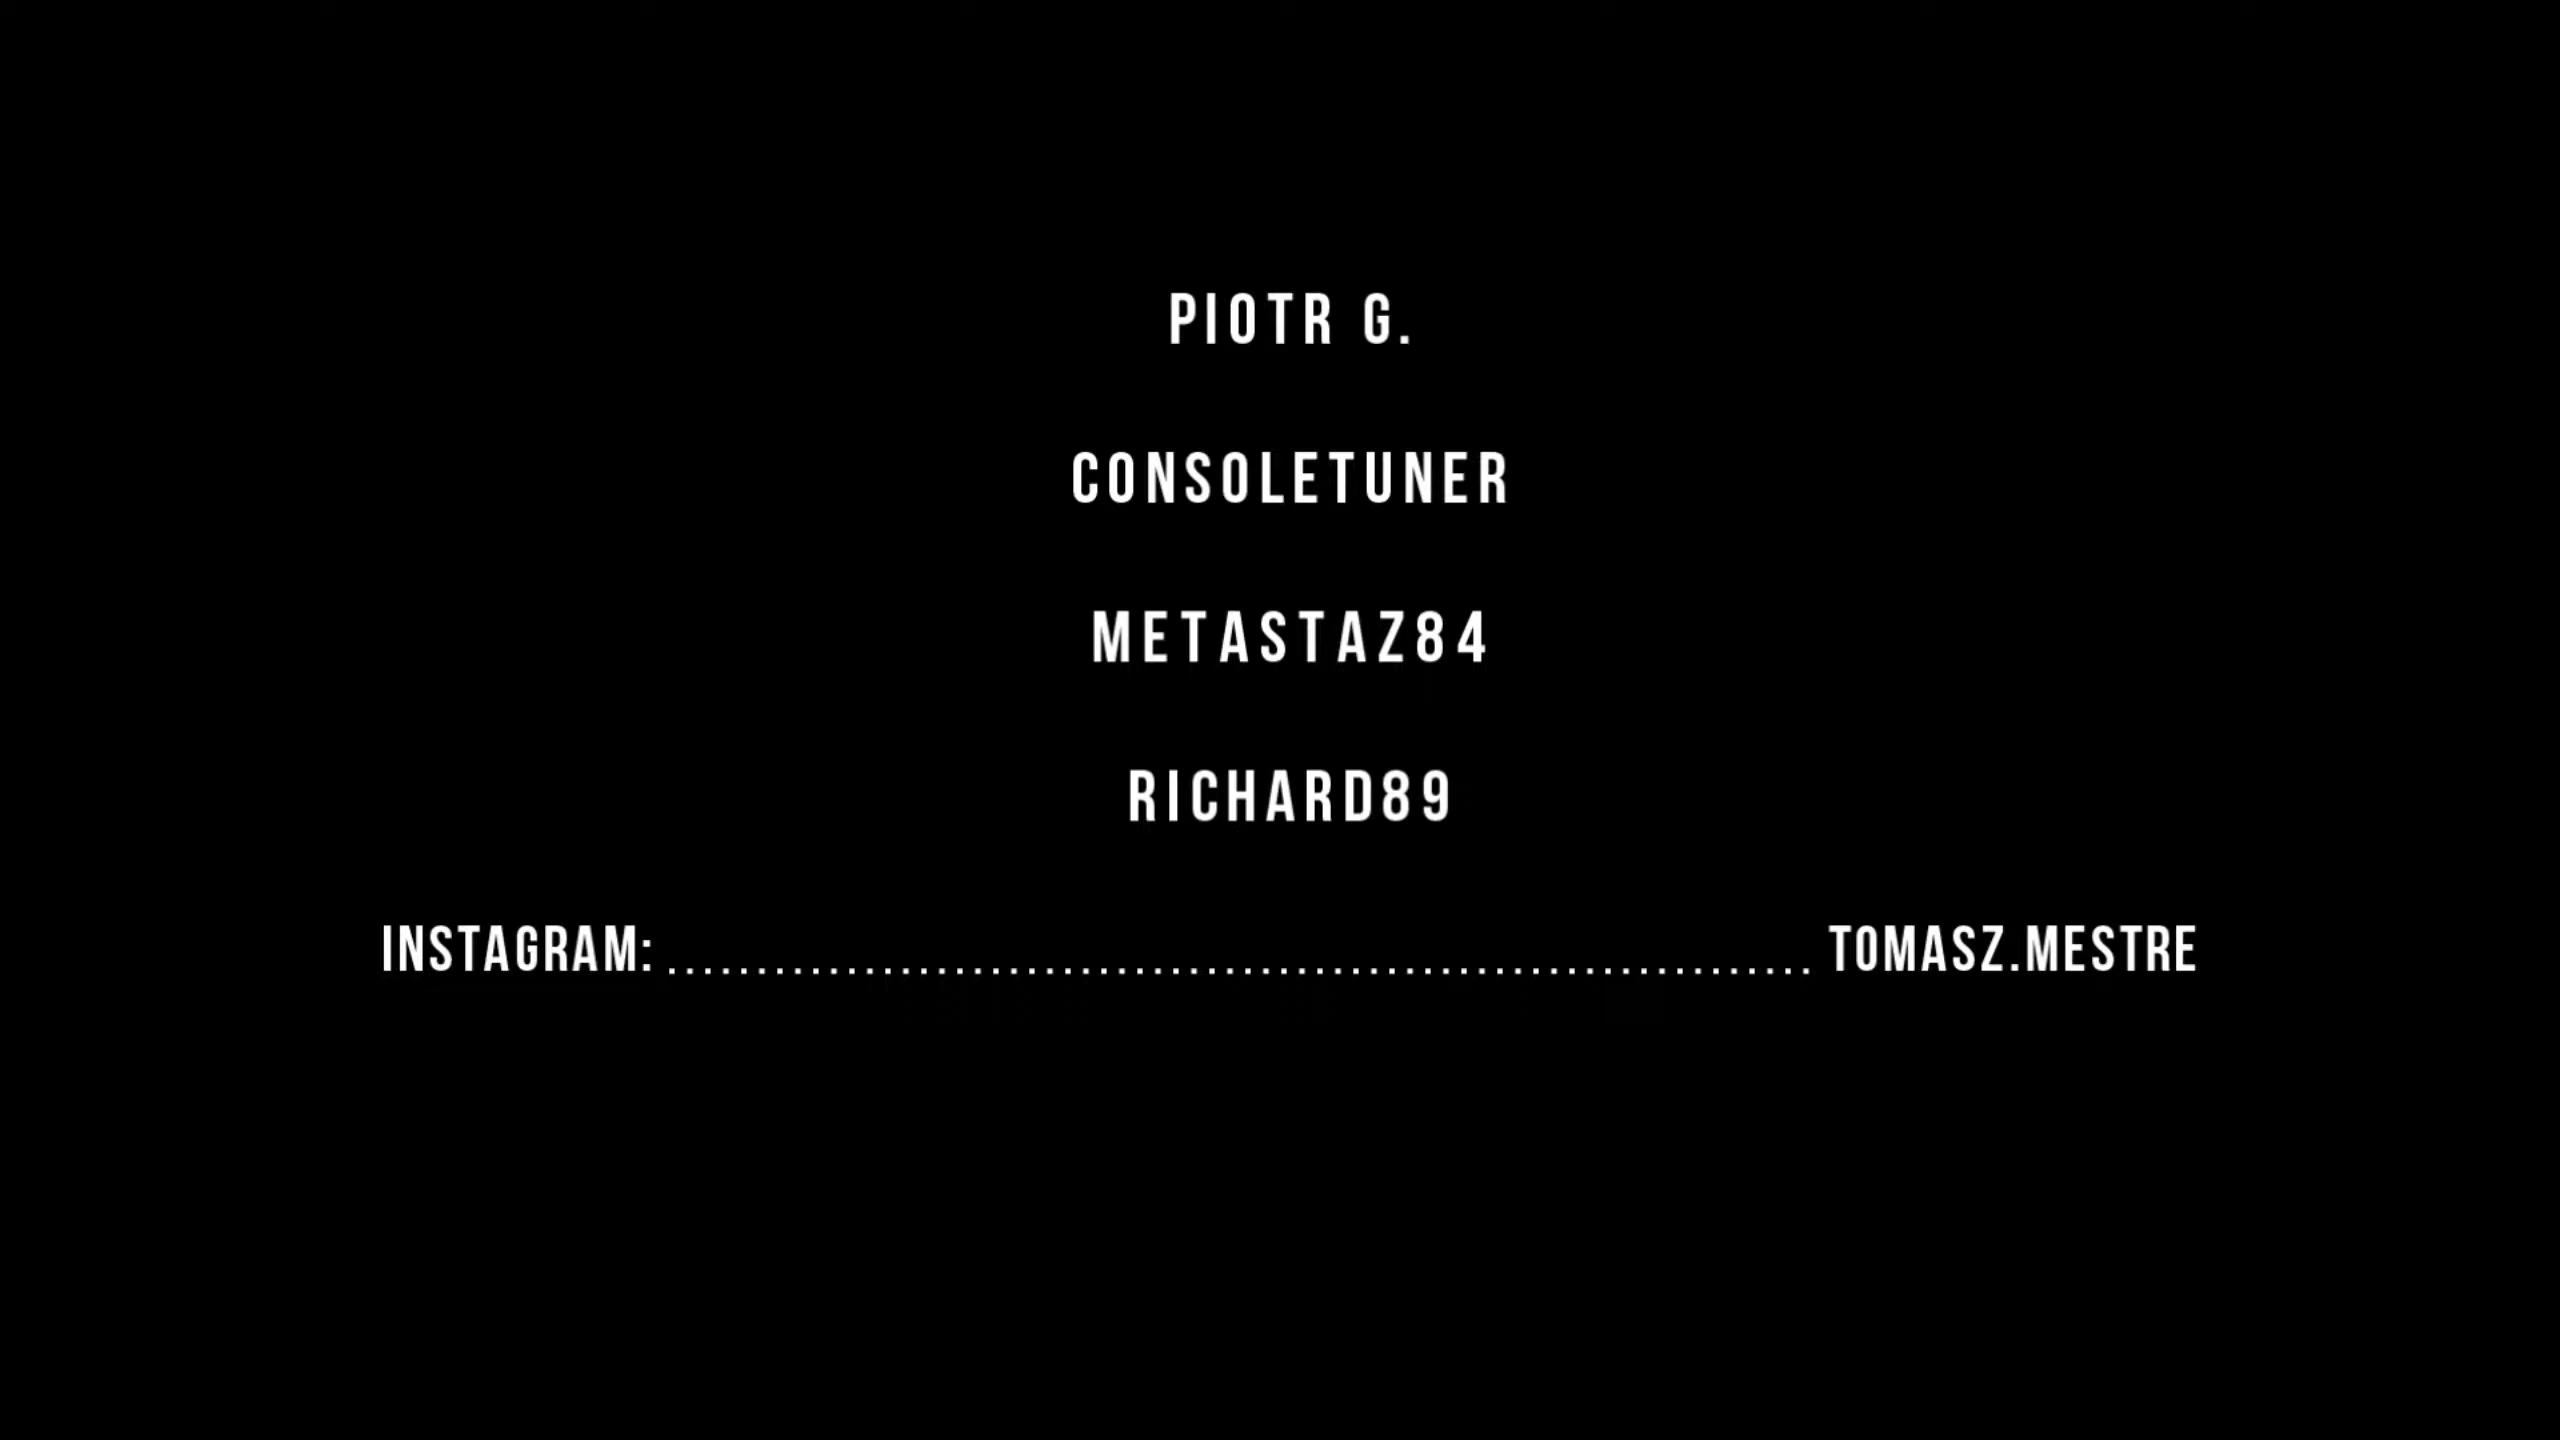 PIOTR G.
CONSOLETUNER
METASTAZ84
RICHARD89
INSTAGRAM: ................................................................ TOMASZ.MESTRE